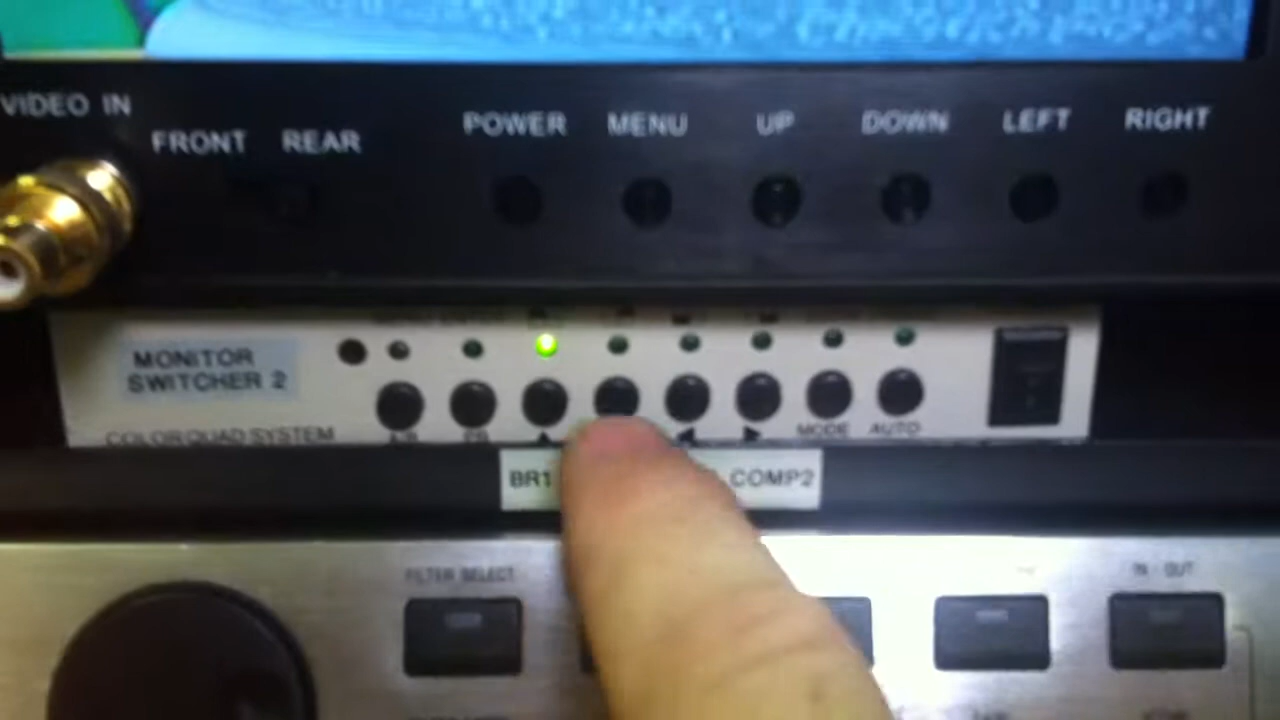 VIDEO IN
FRONT REAR
POWER MENU UP DOWN LEFT RIGHT
MONITOR
SWITCHER 2
COLOR QUAD SYSTEM
MODE AUTO
BR1 COMP2
FILTER SELECT
IN OUT